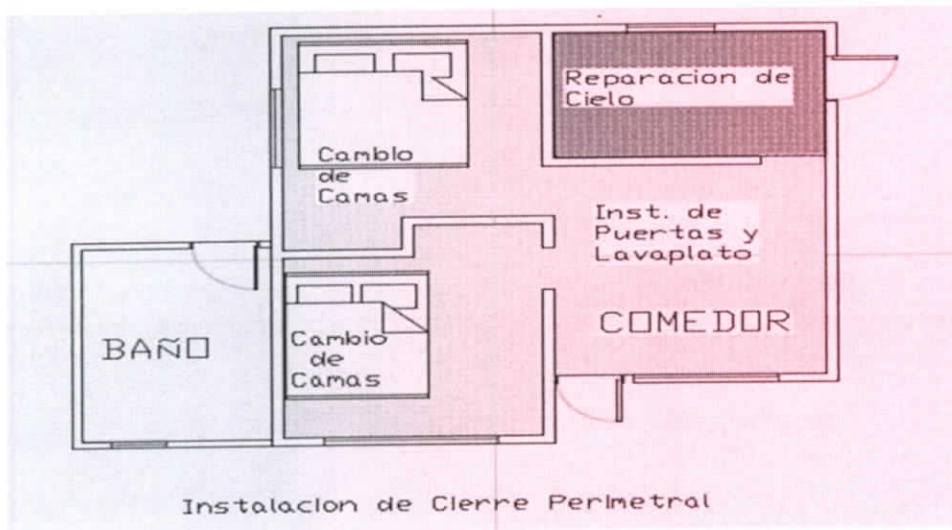 Reparacion de
Cielo
Cambio
de
Camas
Inst. de
Puertas y
Lavaplato
COMEDOR
BAÑO
Cambio
de
Camas
Instalacion de Cierre Perimetral